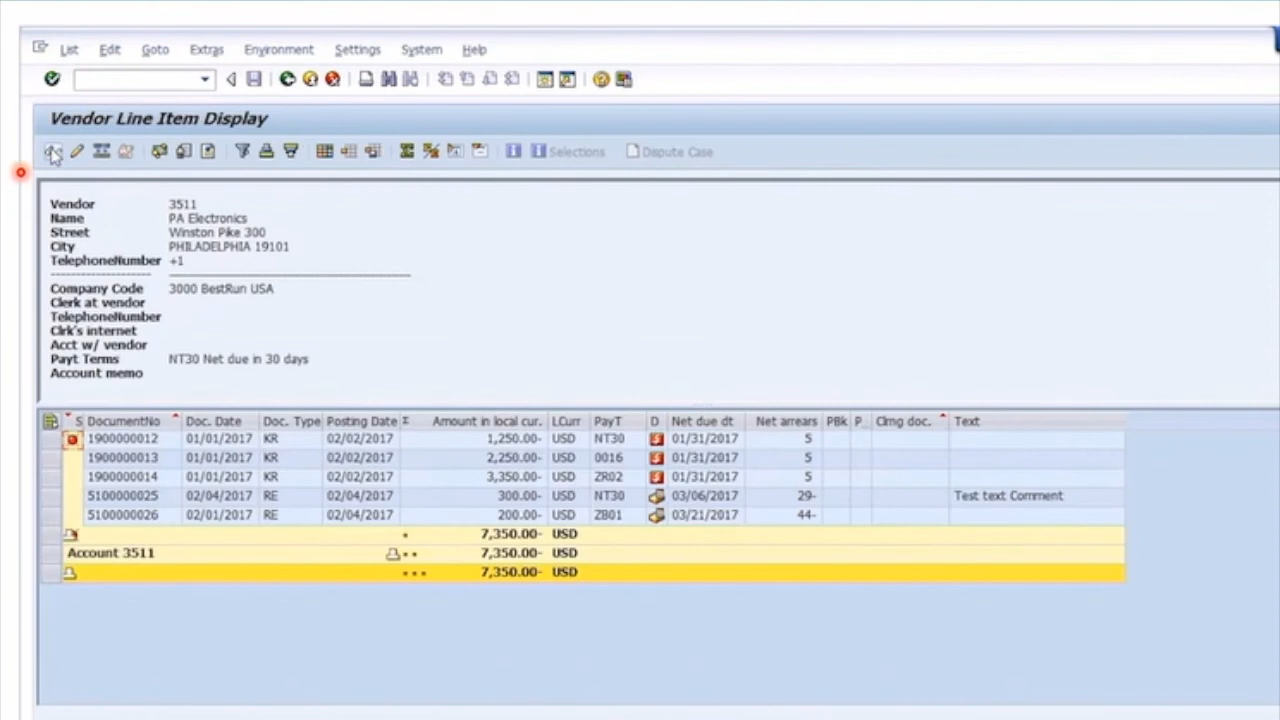 List Edit Goto Extras Environment Settings System Help
Vendor Line Item Display
Selections Dispute Case
Vendor 3511
Name PA Electronics
Street Winston Pike 300
City PHILADELPHIA 19101
TelephoneNumber +1
Company Code 3000 BestRun USA
Clerk at vendor
TelephoneNumber
Clrk's internet
Acct w/ vendor
Payt Terms NT30 Net due in 30 days
Account memo
S DocumentNo Doc. Date Doc. Type Posting Date Σ Amount in local cur. LCurr PayT D Net due dt Net arrears PBk P.. Clrng doc. Text
1900000012 01/01/2017 KR 02/02/2017 1,250.00- USD NT30 01/31/2017 5
1900000013 01/01/2017 KR 02/02/2017 2,250.00- USD 0016 01/31/2017 5
1900000014 01/01/2017 KR 02/02/2017 3,350.00- USD ZR02 01/31/2017 5
5100000025 02/04/2017 RE 02/04/2017 300.00- USD NT30 03/06/2017 29- Test text Comment
5100000026 02/01/2017 RE 02/04/2017 200.00- USD ZB01 03/21/2017 44-
7,350.00- USD
Account 3511 7,350.00- USD
7,350.00- USD